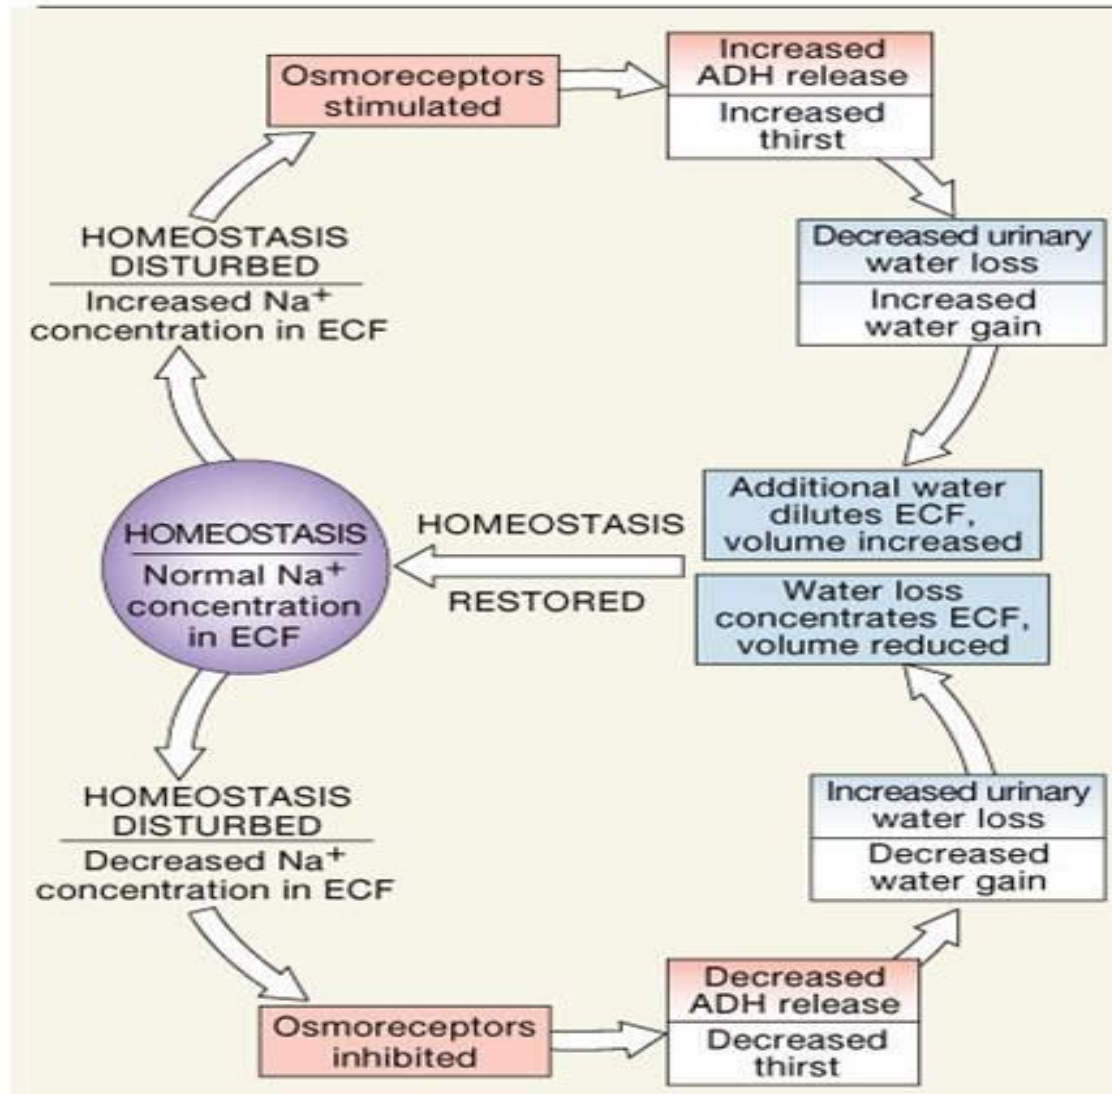 Osmoreceptors
stimulated
Increased
ADH release
Increased
thirst
HOMEOSTASIS
DISTURBED
Increased Na⁺
concentration in ECF
Decreased urinary
water loss
Increased
water gain
Additional water
dilutes ECF,
volume increased
HOMEOSTASIS
RESTORED
HOMEOSTASIS
Normal Na⁺
concentration
in ECF
Water loss
concentrates ECF,
volume reduced
HOMEOSTASIS
DISTURBED
Decreased Na⁺
concentration in ECF
Increased urinary
water loss
Decreased
water gain
Osmoreceptors
inhibited
Decreased
ADH release
Decreased
thirst